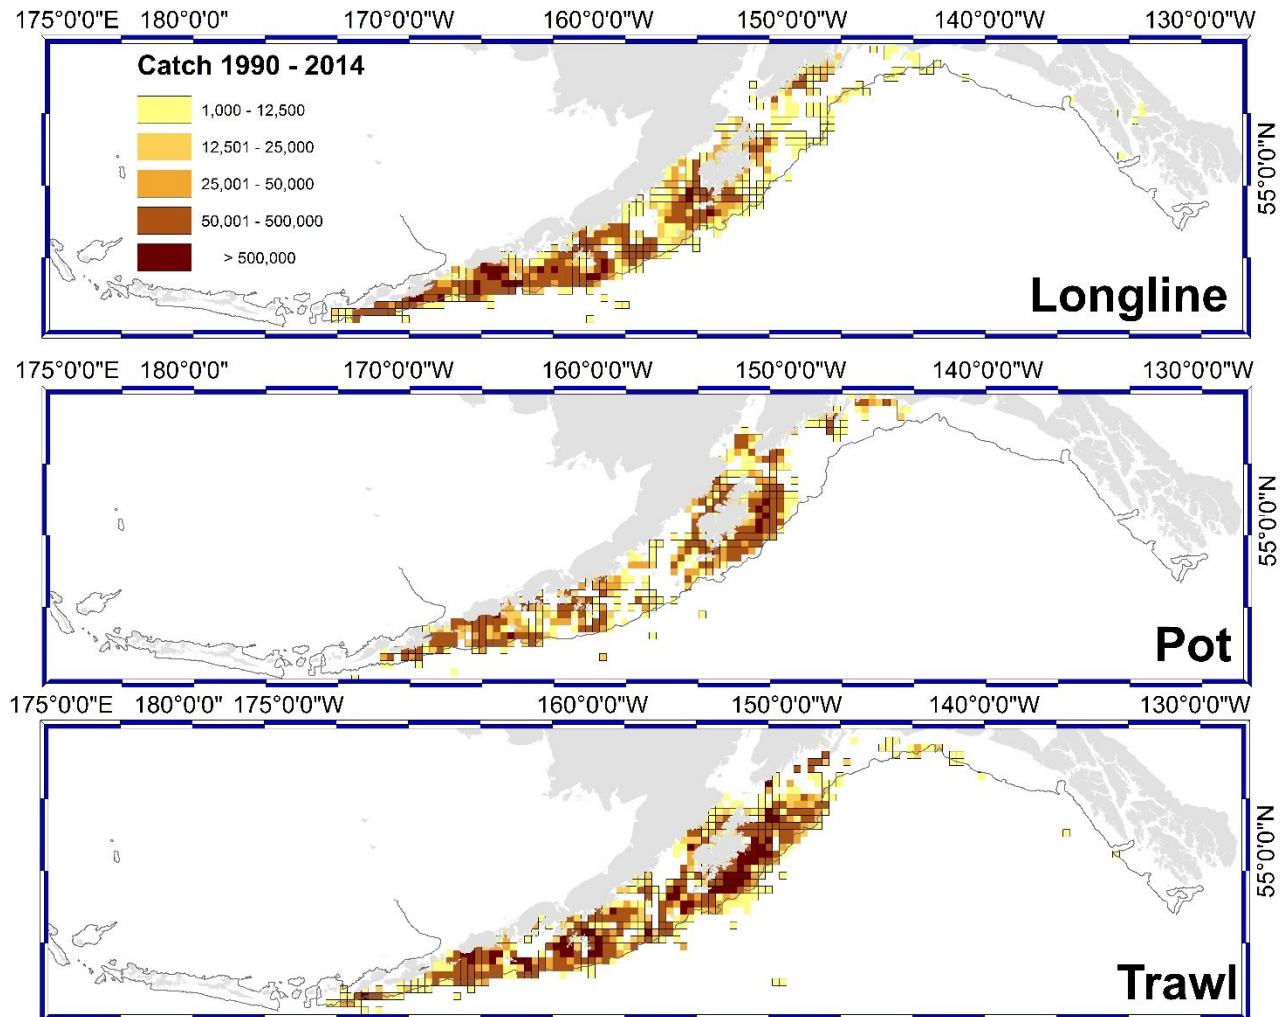 175°0'0"E 180°0'0" 170°0'0"W 160°0'0"W 150°0'0"W 140°0'0"W 130°0'0"W
Catch 1990 - 2014
1,000 - 12,500
12,501 - 25,000
25,001 - 50,000
50,001 - 500,000
> 500,000
55°0'0"N
Longline
175°0'0"E 180°0'0" 170°0'0"W 160°0'0"W 150°0'0"W 140°0'0"W 130°0'0"W
55°0'0"N
Pot
175°0'0"E 180°0'0" 175°0'0"W 160°0'0"W 150°0'0"W 140°0'0"W 130°0'0"W
55°0'0"N
Trawl